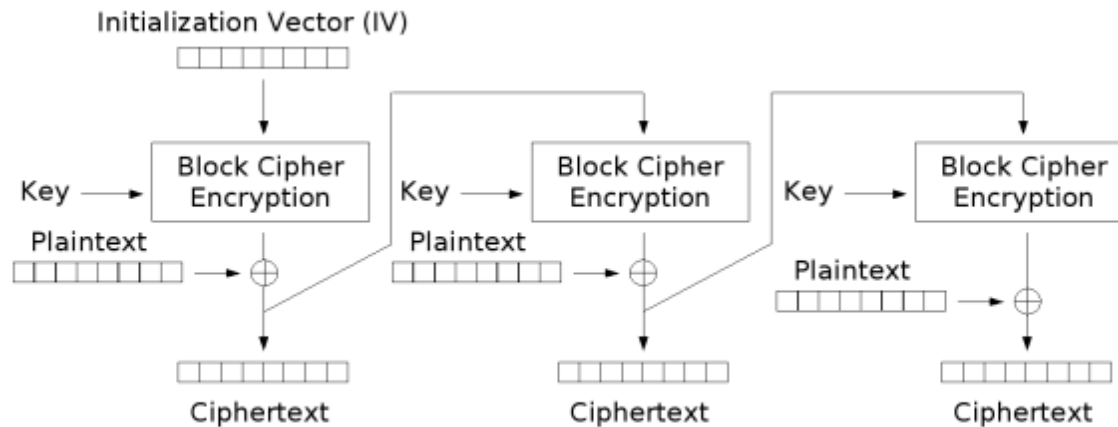 Initialization Vector (IV)
Block Cipher
Encryption
Block Cipher
Encryption
Block Cipher
Encryption
Key
Key
Key
Plaintext
Plaintext
Plaintext
Ciphertext
Ciphertext
Ciphertext